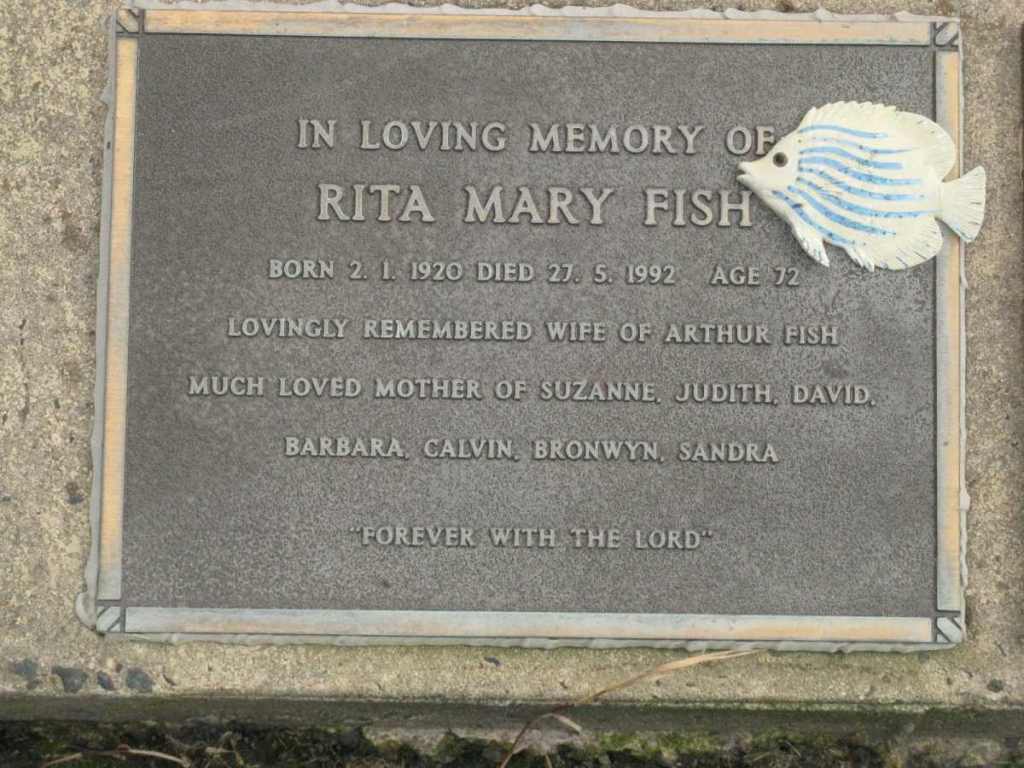 IN LOVING MEMORY OF
RITA MARY FISH
BORN 2. 1. 1920 DIED 27. 5. 1992 AGE 72
LOVINGLY REMEMBERED WIFE OF ARTHUR FISH
MUCH LOVED MOTHER OF SUZANNE, JUDITH, DAVID,
BARBARA, CALVIN, BRONWYN, SANDRA
"FOREVER WITH THE LORD"